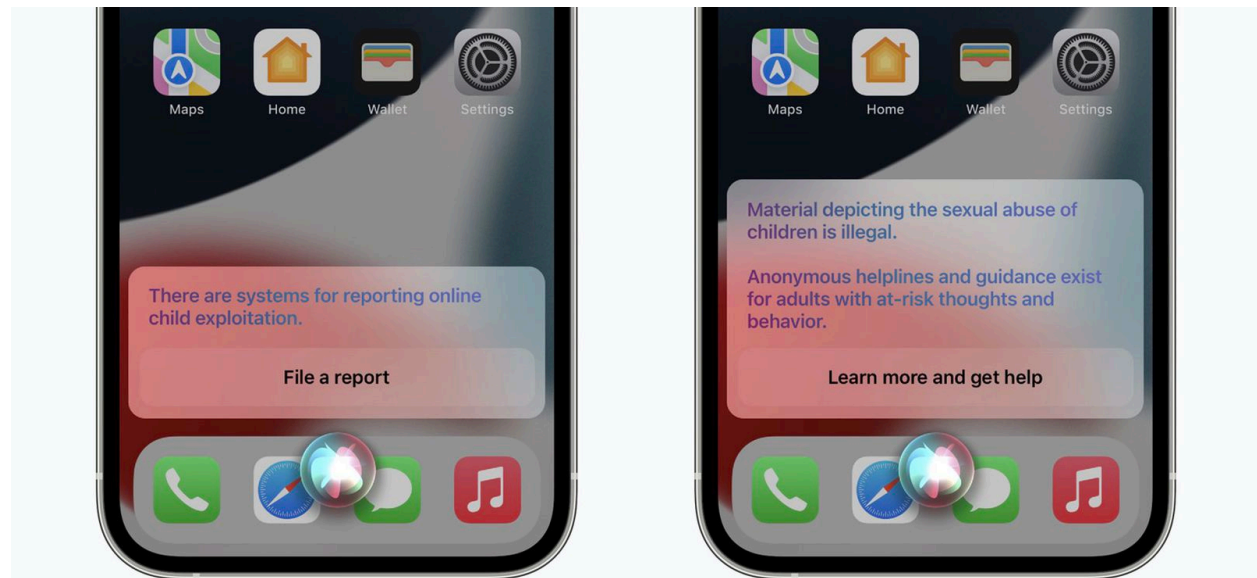 Maps Home Wallet Settings
There are systems for reporting online
child exploitation.
File a report
Maps Home Wallet Settings
Material depicting the sexual abuse of
children is illegal.
Anonymous helplines and guidance exist
for adults with at-risk thoughts and
behavior.
Learn more and get help